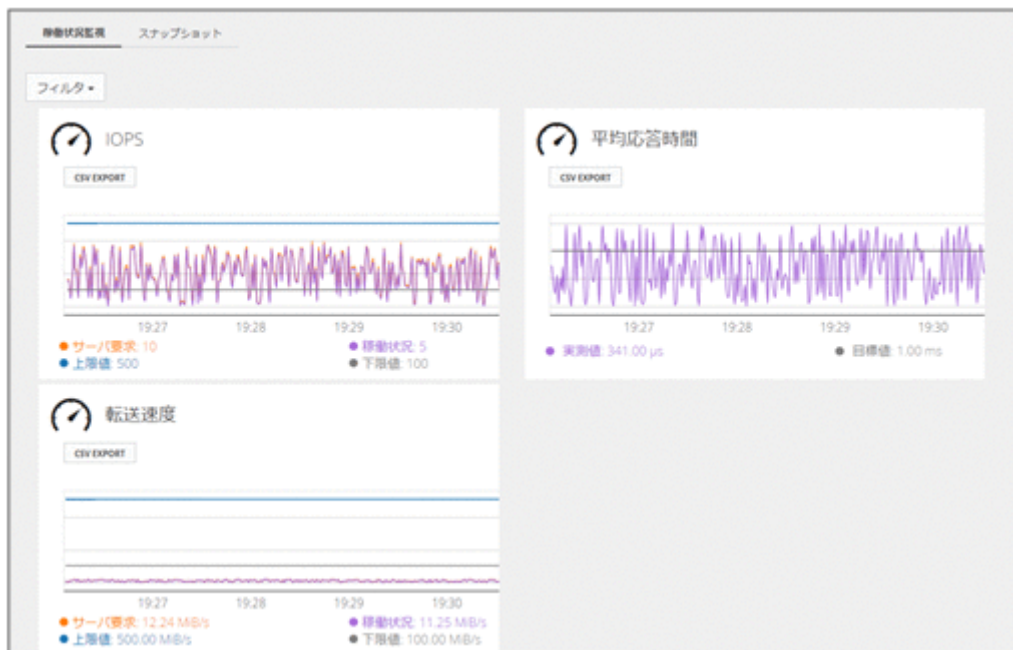 稼働状況監視 スナップショット
フィルタ
IOPS
CSV EXPORT
19:27 19:28 19:29 19:30
サーバ要求: 10 稼働状況: 5
上限値: 500 下限値: 100
平均応答時間
CSV EXPORT
19:27 19:28 19:29 19:30
実測値: 341.00 µs 目標値: 1.00 ms
転送速度
CSV EXPORT
19:27 19:28 19:29 19:30
サーバ要求: 12.24 MiB/s 稼働状況: 11.25 MiB/s
上限値: 500.00 MiB/s 下限値: 100.00 MiB/s